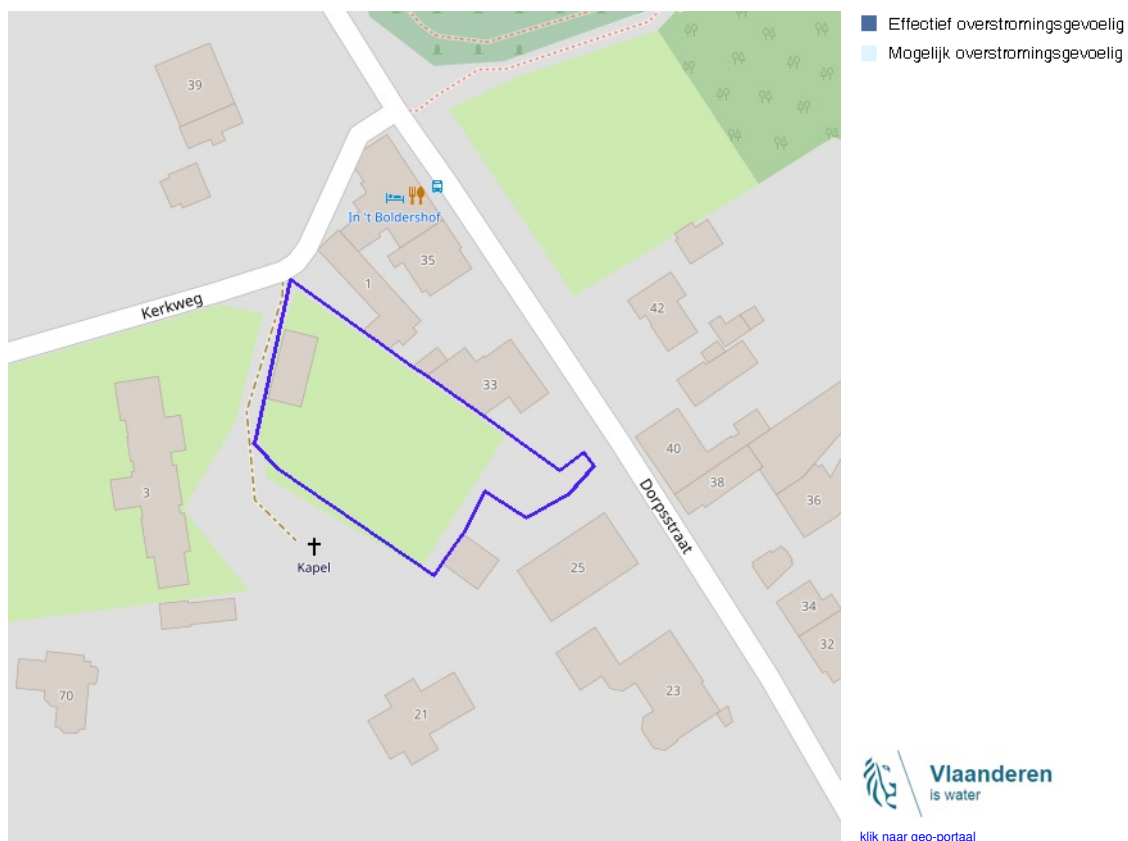 Effectief overstromingsgevoelig
Mogelijk overstromingsgevoelig
39
In 't Boldershof
35
1
Kerkweg
42
33
40
38
36
3
Dorpsstraat
Kapel
25
34
32
70
23
21
Vlaanderen
is water
klik naar geo-portaal